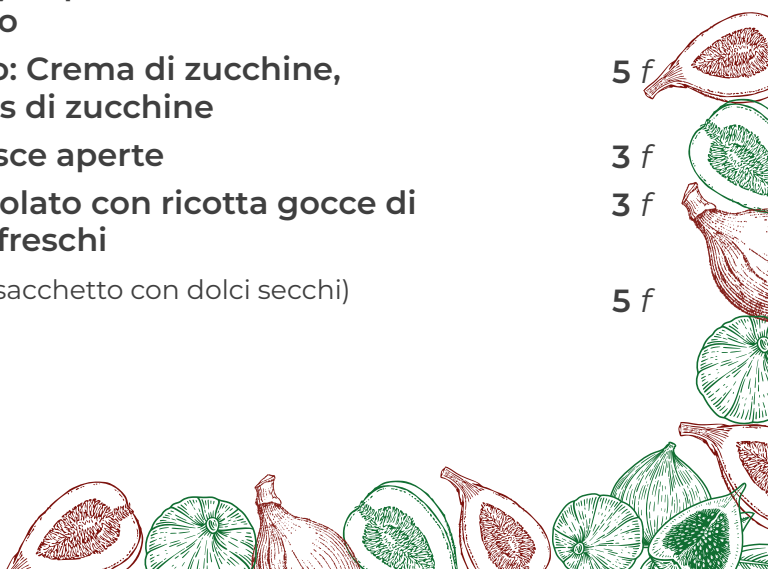 o
: Crema di zucchine, 5 f
s di zucchine
sce aperte 3 f
olato con ricotta gocce di 3 f
freschi
sacchetto con dolci secchi)
5 f